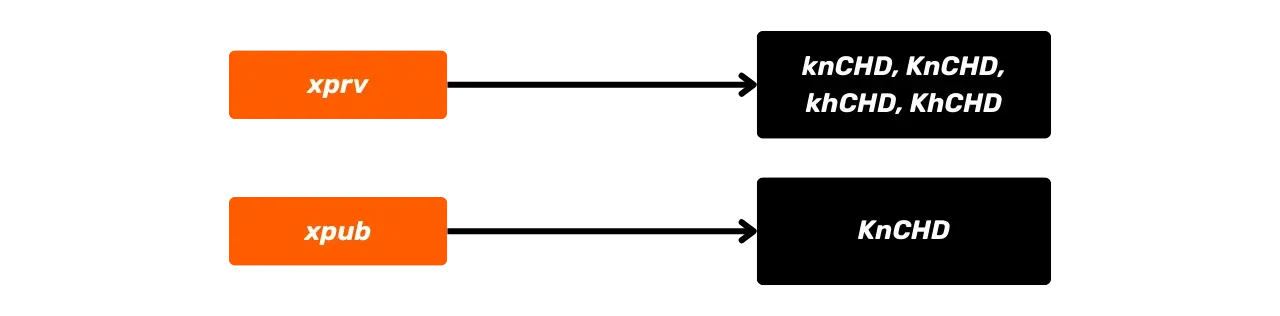 xprv
knCHD, KnCHD,
khCHD, KhCHD
xpub
KnCHD